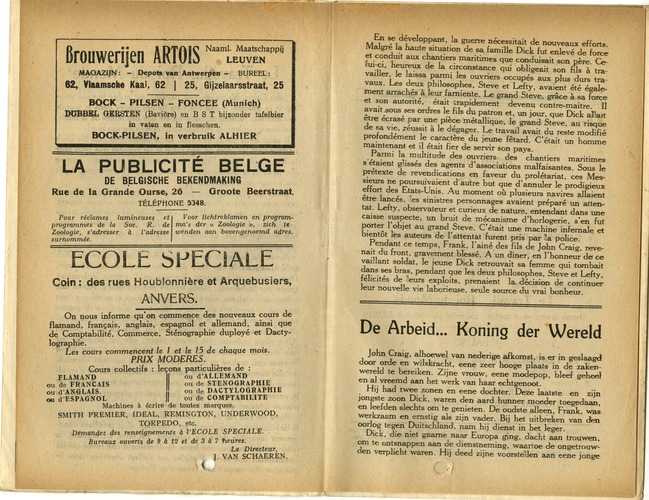 Brouwerijen ARTOIS Naaml. Maatschappij
LEUVEN
MAGAZIJN: - Depots van Antwerpen - BUREEL:
62, Vlaamsche Kaai, 62 | 25, Gijzelaarsstraat, 25
BOCK - PILSEN - FONCEE (Munich)
DUBBEL GERSTEN (Bavière) en B S T bijzonder tafelbier
in vaten en in flesschen.
BOCK-PILSEN, in verbruik ALHIER
LA PUBLICITÉ BELGE
DE BELGISCHE BEKENDMAKING
Rue de la Grande Ourse, 26 — Groote Beerstraat.
TÉLÉPHONE 5348.
Pour réclames lumineuses et
programmes de la Soc. R. de
Zoologie, s'adresser à l'adresse
surnommée.
Voor lichtreklamen en program-
ma's der « Zoologie », zich te
wenden aan bovengenoemd adres.
ECOLE SPECIALE
Coin : des rues Houblonnière et Arquebusiers,
ANVERS.
On nous informe qu'on commence des nouveaux cours de
flamand, français, anglais, espagnol et allemand, ainsi que
de Comptabilité, Commerce, Sténographie duployé et Dacty-
lographie.
Les cours commencent le 1 et le 15 de chaque mois.
PRIX MODERES.
Cours collectifs : leçons particulières de :
FLAMAND
ou de FRANCAIS
ou d'ANGLAIS
ou d'ESPAGNOL
ou d'ALLEMAND
ou de STENOGRAPHIE
ou de DACTYLOGRAPHIE
ou de COMPTABILITE
Machines à écrire de toutes marques.
SMITH PREMIER, IDEAL, REMINGTON, UNDERWOOD,
TORPEDO, etc.
Demandez des renseignements à l'ECOLE SPECIALE.
Bureaux ouverts de 9 à 12 et de 3 à 7 heures.
Le Directeur,
J. VAN SCHAEREN.
En se développant, la guerre nécessitait de nouveaux efforts.
Malgré la haute situation de sa famille Dick fut enlevé de force
et conduit aux chantiers maritimes que conduisait son père. Ce-
lui-ci, heureux de la circonstance qui obligeait son fils à tra-
vailler, le laissa parmi les ouvriers occupés aux plus durs tra-
vaux. Les deux philosophes, Steve et Lefty, avaient été égale-
ment arrachés à leur farniente. Le grand Steve, grâce à sa force
et son autorité, était rapidement devenu contre-maître. Il
avait sous ses ordres le fils du patron et, un jour, que Dick allait
être écrasé par une pièce métallique, le grand Steve, au risque
de sa vie, réussit à le dégager. Le travail avait du reste modifié
profondément le caractère du jeune fêtard. C'était un homme
maintenant et il était fier de servir son pays.
Parmi la multitude des ouvriers des chantiers maritimes
s'étaient glissés des agents d'associations malfaisantes. Sous le
prétexte de revendications en faveur du prolétariat, ces Mes-
sieurs ne poursuivaient d'autre but que d'annuler le prodigieux
effort des Etats-Unis. Au moment où plusieurs navires allaient
être lancés, les sinistres personnages avaient préparé un atten-
tat. Lefty, observateur et curieux de nature, entendant dans une
caisse suspecte, un bruit de mécanisme d'horlogerie, s'en fut
porter l'objet au grand Steve. C'était une machine infernale et
bientôt les auteurs de l'attentat furent pris par la police.
Pendant ce temps, Frank, l'aîné des fils de John Craig, reve-
nait du front, gravement blessé. A un dîner, en l'honneur de ce
vaillant soldat, le jeune Dick retrouvait sa femme qui tombait
dans ses bras, pendant que les deux philosophes, Steve et Lefty,
félicités de leurs exploits, prenaient la décision de continuer
leur nouvelle vie laborieuse, seule source du vrai bonheur.
De Arbeid... Koning der Wereld
John Craig, alhoewel van nederige afkomst, is er in geslaagd
door orde en wilskracht, eene zeer hooge plaats in de zaken-
wereld te bereiken. Zijne vrouw, eene modepop, bleef geheel
en al vreemd aan het werk van haar echtgenoot.
Hij had twee zonen en eene dochter. Deze laatste en zijn
jongste zoon Dick, waren den aard hunner moeder toegedaan,
en leefden slechts om te genieten. De oudste alleen, Frank, was
werkzaam en ernstig als zijn vader. Bij het uitbreken van den
oorlog tegen Duitschland, nam hij dienst in het leger.
Dick, die niet gaarne naar Europa ging, dacht aan trouwen,
om te ontsnappen aan de dienstneming, waartoe de ongetrouw-
den verplicht waren. Hij deed zijne voorstellen aan eene jonge